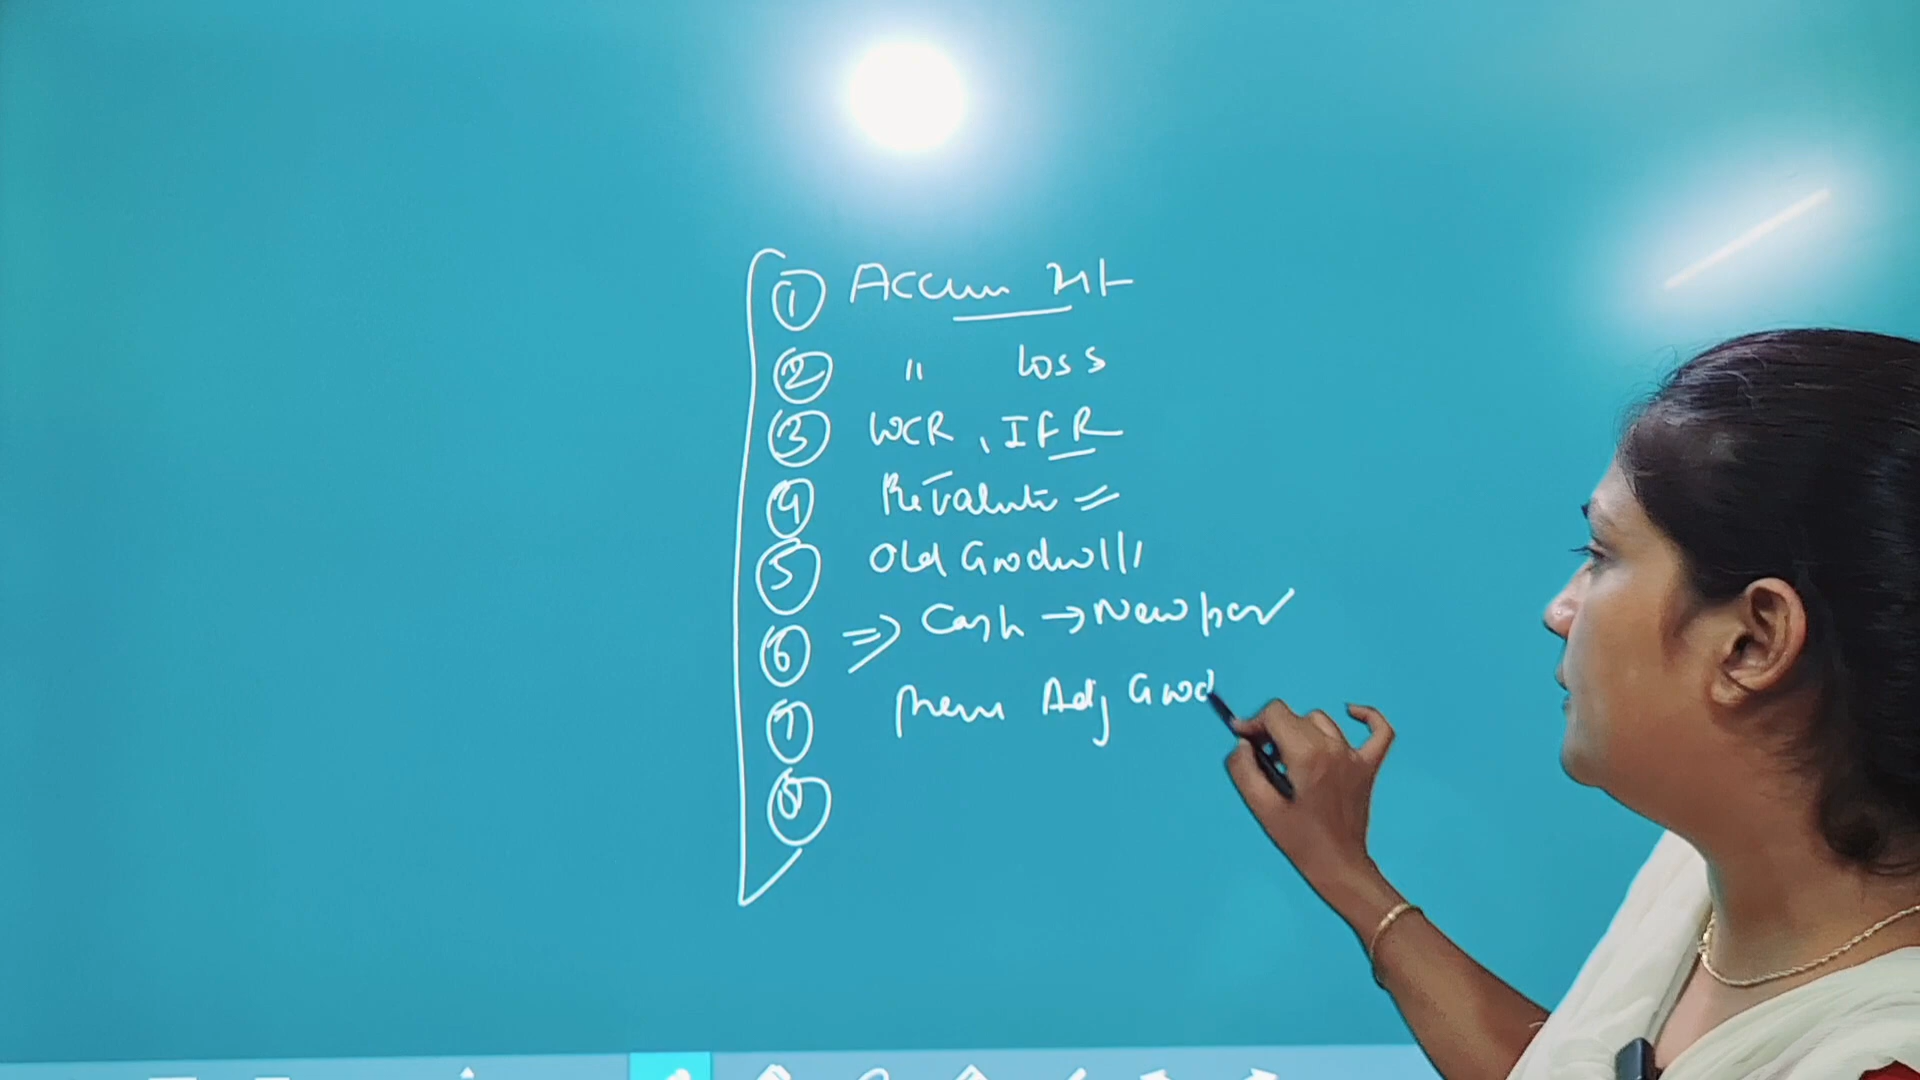 ① Accum
② " loss
③ WCR, IFR
④ Revaluati =
⑤ Old Goodwill
⑥ => Cash → New par
⑦ Prem Adj Good
⑧